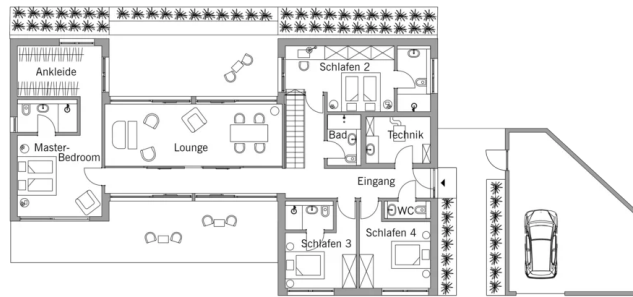 Ankleide
Schlafen 2
Master-
Bedroom
Lounge
Bad
Technik
Eingang
WC
Schlafen 3
Schlafen 4